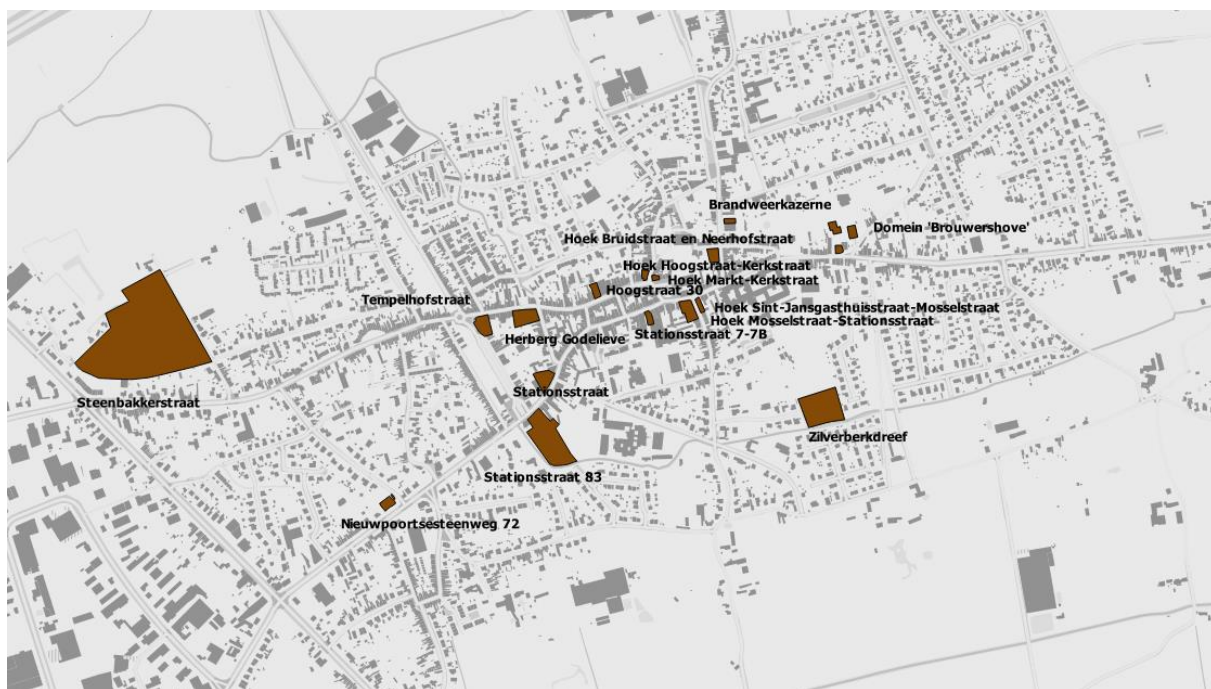 Brandweerkazerne
Domein 'Brouwershove'
Hoek Bruidstraat en Neerhofstraat
Hoek Hoogstraat-Kerkstraat
Hoek Markt-Kerkstraat
Hoogstraat 30
Tempelhofstraat
Hoek Sint-Jansgasthuisstraat-Mosselstraat
Hoek Mosselstraat-Stationsstraat
Stationsstraat 7-7B
Herberg Godelieve
Stationsstraat
Steenbakkerstraat
Zilverberkdreef
Stationsstraat 83
Nieuwpoortsesteenweg 72